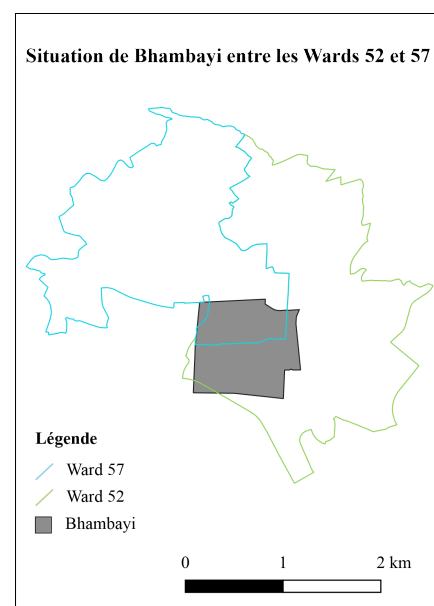 Situation de Bhambayi entre les Wards 52 et 57
Légende
Ward 57
Ward 52
Bhambayi
0 1 2 km